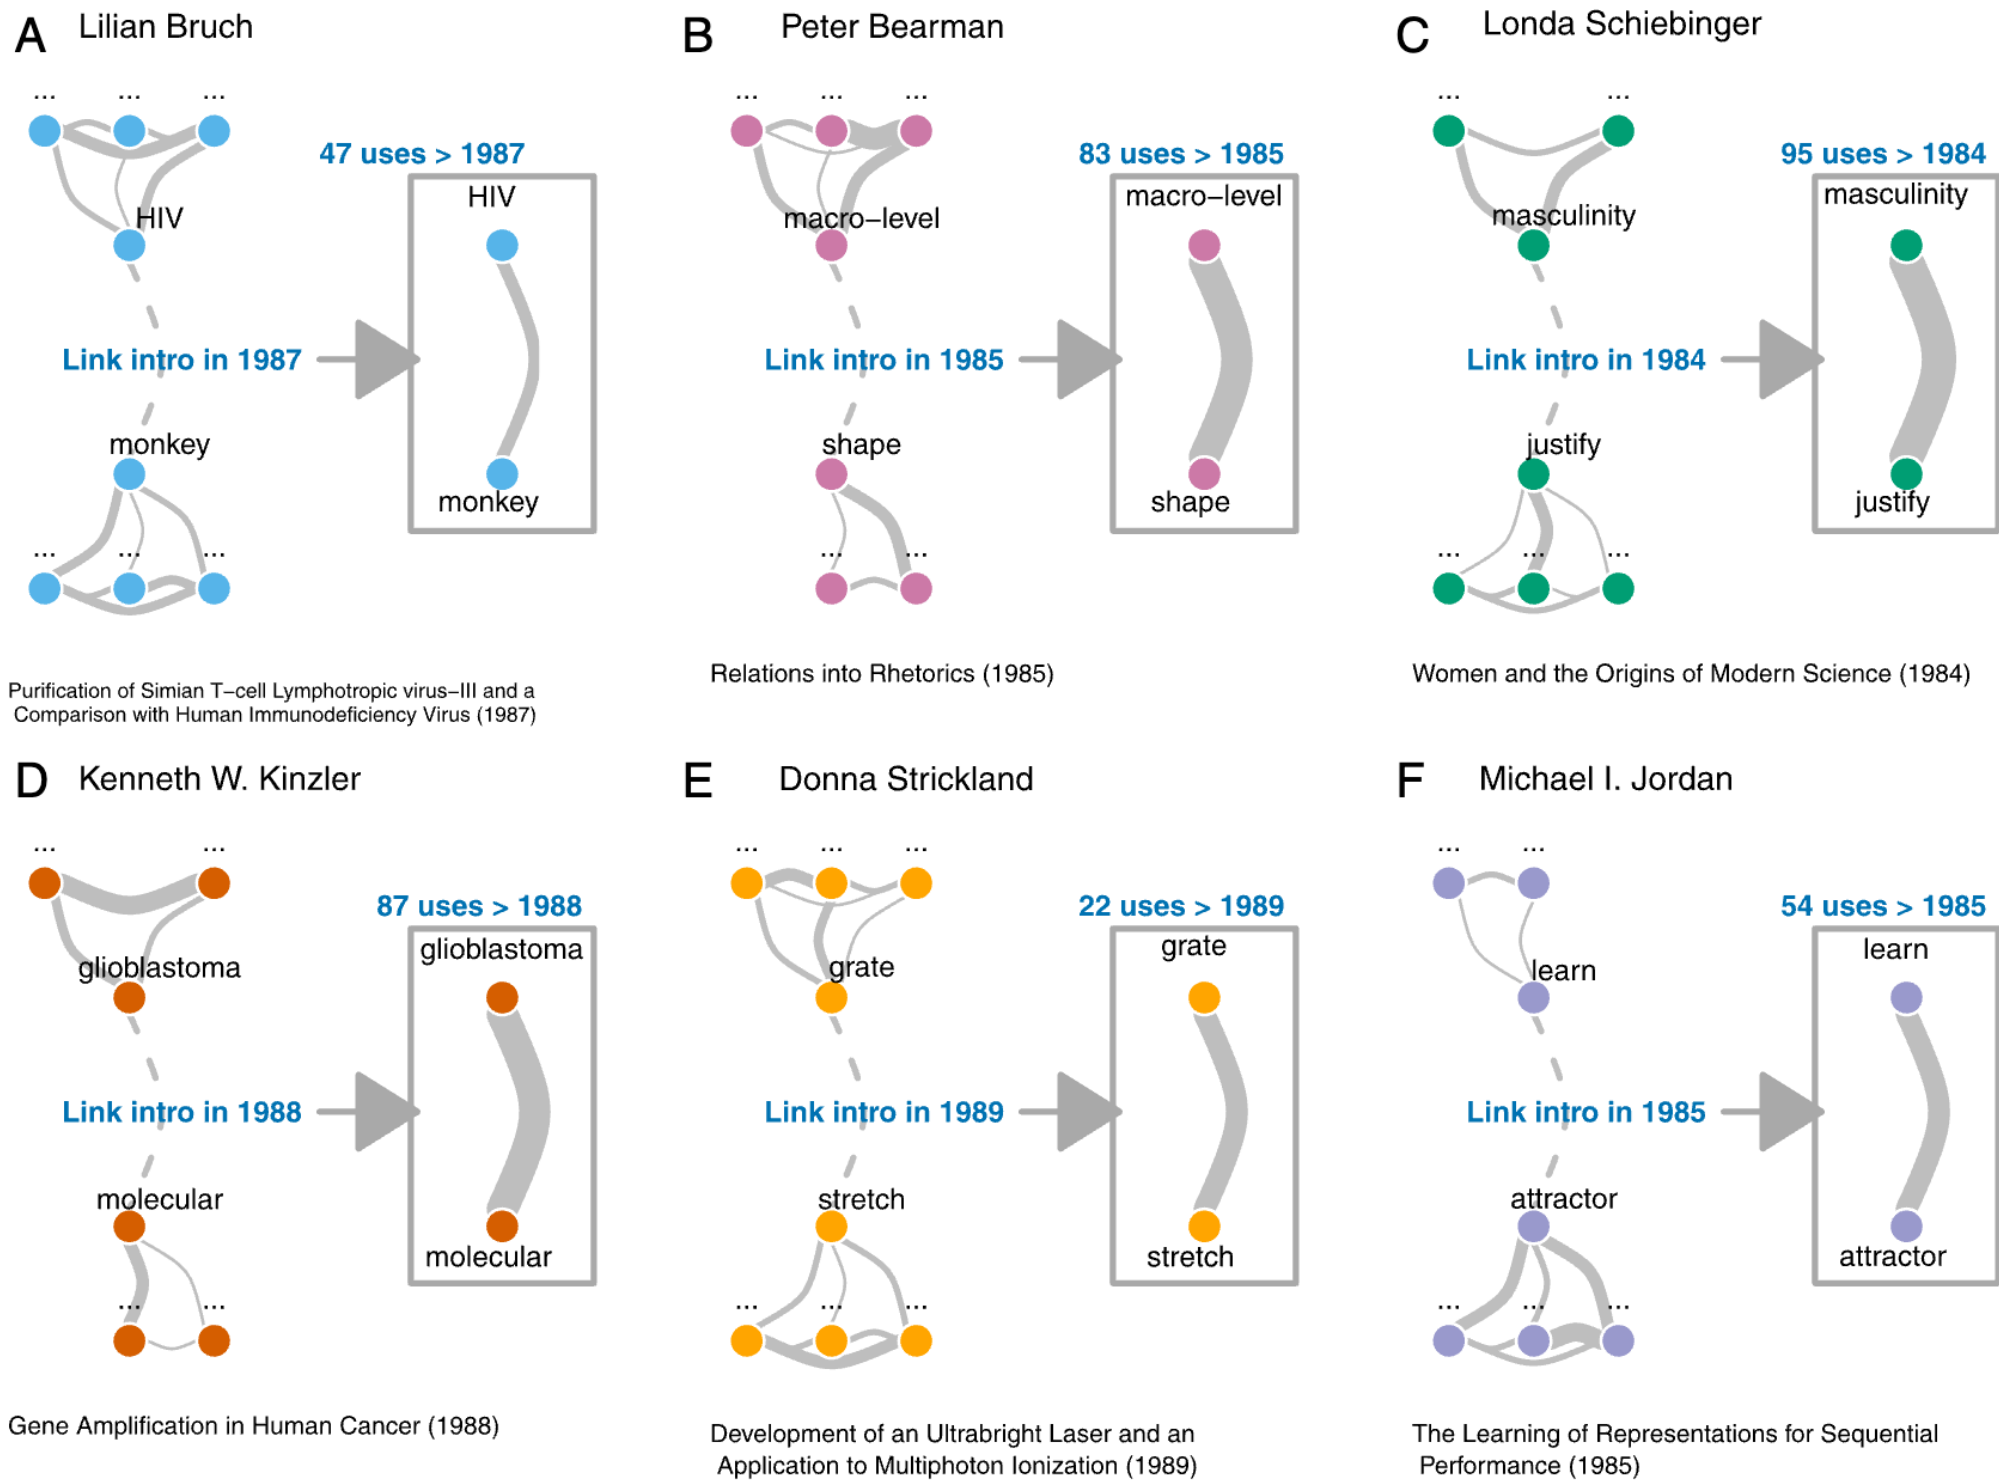 A Lilian Bruch
...
...
...
47 uses > 1987
HIV
HIV
Link intro in 1987
monkey
monkey
...
...
...
Purification of Simian T−cell Lymphotropic virus−III and a
Comparison with Human Immunodeficiency Virus (1987)
B Peter Bearman
...
...
...
83 uses > 1985
macro−level
macro−level
Link intro in 1985
shape
shape
...
...
Relations into Rhetorics (1985)
C Londa Schiebinger
...
...
95 uses > 1984
masculinity
masculinity
Link intro in 1984
justify
justify
...
...
...
Women and the Origins of Modern Science (1984)
D Kenneth W. Kinzler
...
...
87 uses > 1988
glioblastoma
glioblastoma
Link intro in 1988
molecular
molecular
...
...
Gene Amplification in Human Cancer (1988)
E Donna Strickland
...
...
...
22 uses > 1989
grate
grate
Link intro in 1989
stretch
stretch
...
...
...
Development of an Ultrabright Laser and an
Application to Multiphoton Ionization (1989)
F Michael I. Jordan
...
...
54 uses > 1985
learn
learn
Link intro in 1985
attractor
attractor
...
...
...
The Learning of Representations for Sequential
Performance (1985)